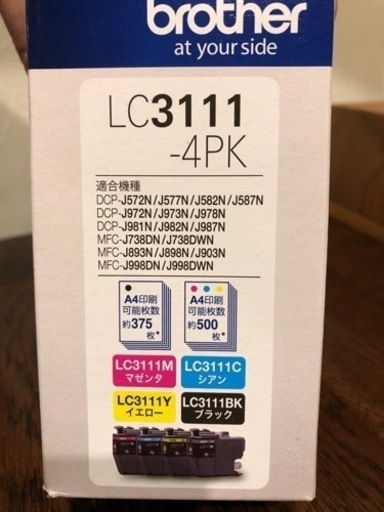 brother
at your side
LC3111
-4PK
適合機種
DCP-J572N/J577N/J582N/J587N
DCP-J972N/J973N/J978N
DCP-J981N/J982N/J987N
MFC-J738DN/J738DWN
MFC-J893N/J898N/J903N
MFC-J998DN/J998DWN
A4印刷
可能枚数
約375
枚*
A4印刷
可能枚数
約500
枚*
LC3111M
マゼンタ
LC3111C
シアン
LC3111Y
イエロー
LC3111BK
ブラック